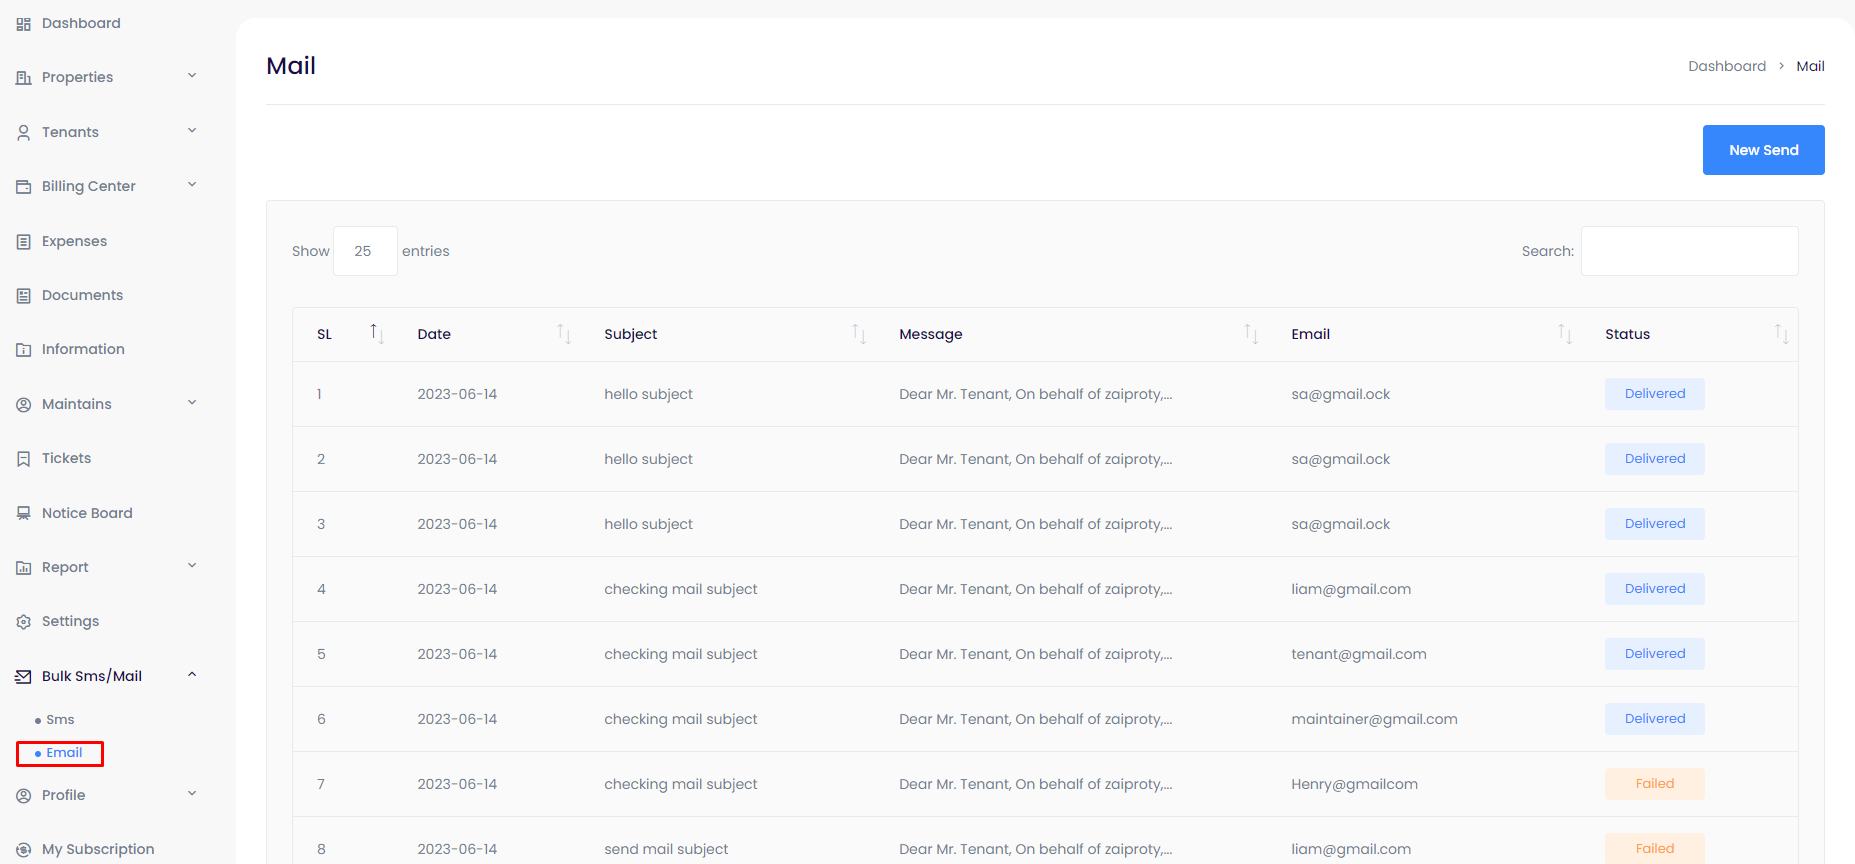 Dashboard
Properties
Tenants
Billing Center
Expenses
Documents
Information
Maintains
Tickets
Notice Board
Report
Settings
Bulk Sms/Mail
Sms
Email
Profile
My Subscription
Mail
Dashboard > Mail
New Send
Show 25 entries
Search:
SL Date Subject Message Email Status
1 2023-06-14 hello subject Dear Mr. Tenant, On behalf of zaiproty,... sa@gmail.ock Delivered
2 2023-06-14 hello subject Dear Mr. Tenant, On behalf of zaiproty,... sa@gmail.ock Delivered
3 2023-06-14 hello subject Dear Mr. Tenant, On behalf of zaiproty,... sa@gmail.ock Delivered
4 2023-06-14 checking mail subject Dear Mr. Tenant, On behalf of zaiproty,... liam@gmail.com Delivered
5 2023-06-14 checking mail subject Dear Mr. Tenant, On behalf of zaiproty,... tenant@gmail.com Delivered
6 2023-06-14 checking mail subject Dear Mr. Tenant, On behalf of zaiproty,... maintainer@gmail.com Delivered
7 2023-06-14 checking mail subject Dear Mr. Tenant, On behalf of zaiproty,... Henry@gmailcom Failed
8 2023-06-14 send mail subject Dear Mr. Tenant, On behalf of zaiproty,... liam@gmail.com Failed